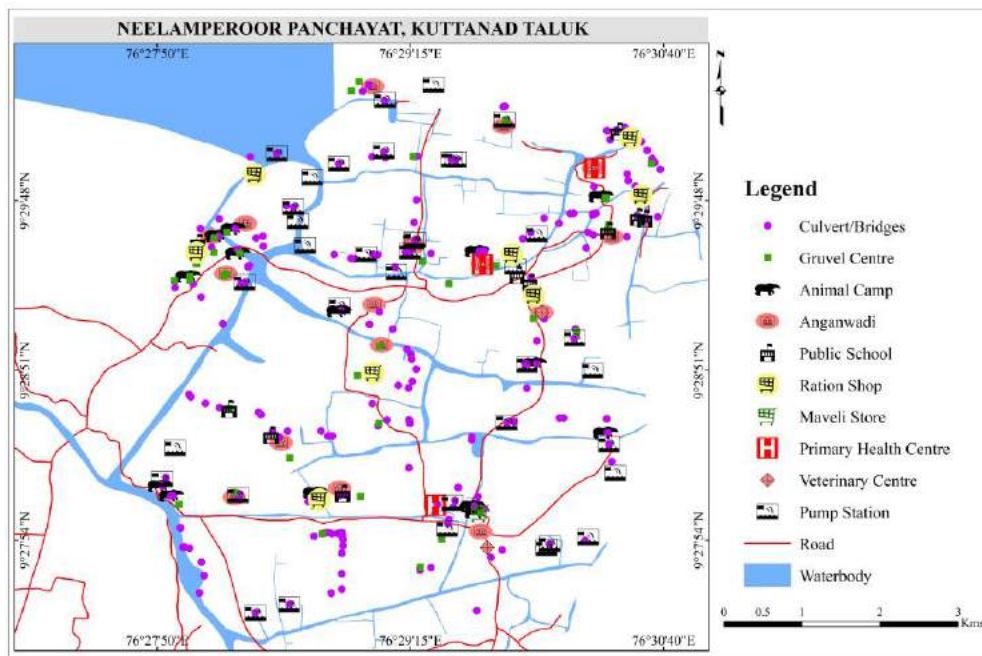 NEELAMPEROOR PANCHAYAT, KUTTANAD TALUK
76°27'50"E
76°29'15"E
76°30'40"E
N
9°29'48"N
9°29'48"N
9°28'51"N
9°28'51"N
9°27'54"N
9°27'54"N
76°27'50"E
76°29'15"E
76°30'40"E
Legend
Culvert/Bridges
Gruvel Centre
Animal Camp
Anganwadi
Public School
Ration Shop
Maveli Store
H Primary Health Centre
Veterinary Centre
Pump Station
Road
Waterbody
0 0.5 1 2 3
Kms
H
H
H